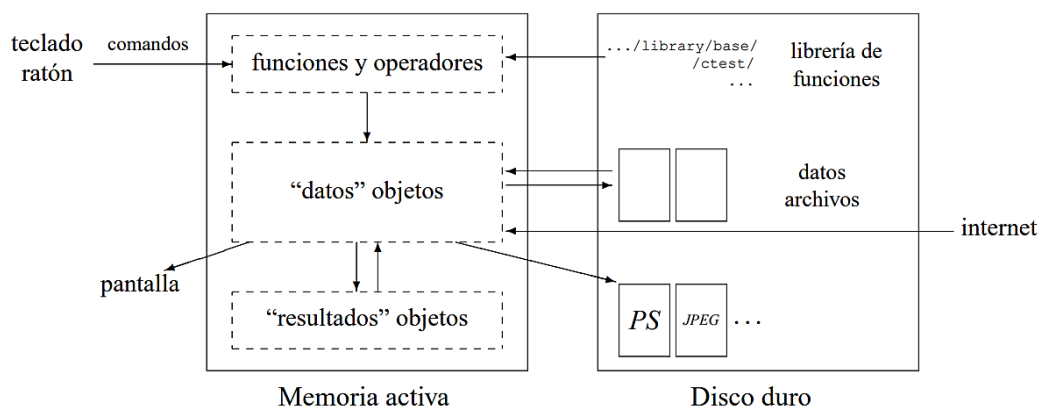 teclado
ratón
comandos
funciones y operadores
.../library/base/
/ctest/
...
librería de
funciones
“datos” objetos
datos
archivos
internet
pantalla
“resultados” objetos
PS
JPEG
...
Memoria activa
Disco duro